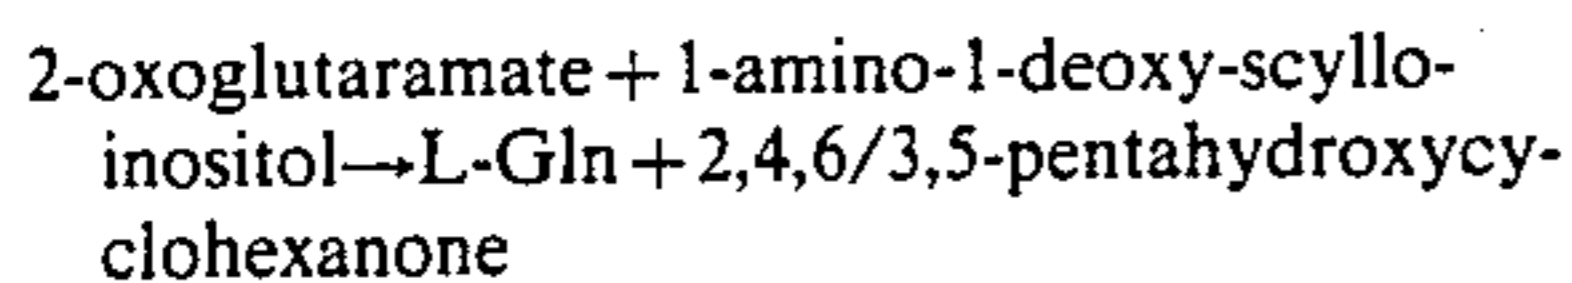 2-oxoglutaramate + 1-amino-1-deoxy-scyllo-
inositol→L-Gln + 2,4,6/3,5-pentahydroxycy-
clohexanone